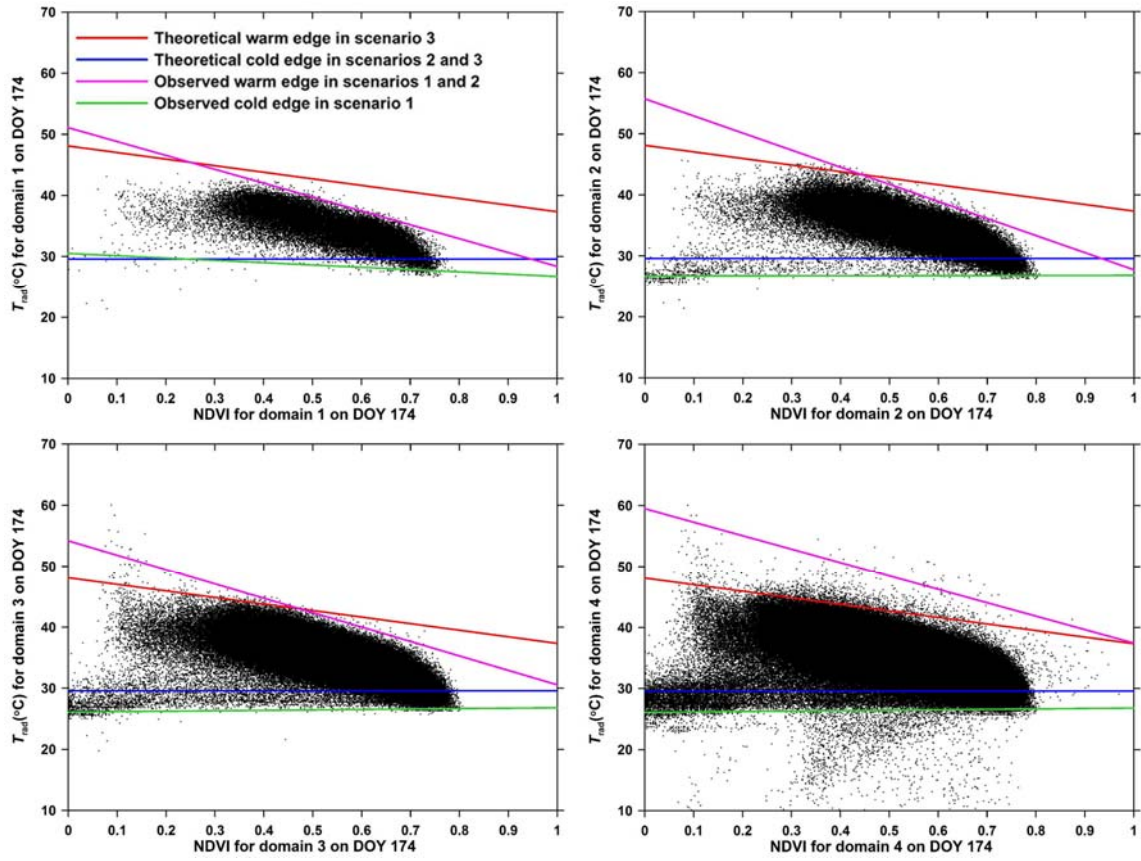 70
60
50
40
30
20
10
T_rad(°C) for domain 1 on DOY 174
Theoretical warm edge in scenario 3
Theoretical cold edge in scenarios 2 and 3
Observed warm edge in scenarios 1 and 2
Observed cold edge in scenario 1
0 0.1 0.2 0.3 0.4 0.5 0.6 0.7 0.8 0.9 1
NDVI for domain 1 on DOY 174
70
60
50
40
30
20
10
T_rad(°C) for domain 2 on DOY 174
0 0.1 0.2 0.3 0.4 0.5 0.6 0.7 0.8 0.9 1
NDVI for domain 2 on DOY 174
70
60
50
40
30
20
10
T_rad(°C) for domain 3 on DOY 174
0 0.1 0.2 0.3 0.4 0.5 0.6 0.7 0.8 0.9 1
NDVI for domain 3 on DOY 174
70
60
50
40
30
20
10
T_rad(°C) for domain 4 on DOY 174
0 0.1 0.2 0.3 0.4 0.5 0.6 0.7 0.8 0.9 1
NDVI for domain 4 on DOY 174